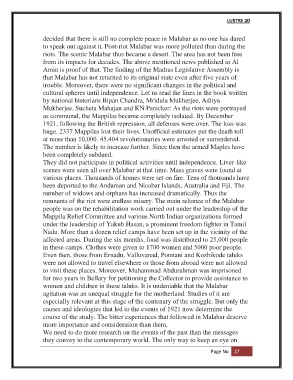 LUSTRE 20
decided that there is still no complete peace in Malabar as no one has dared
to speak out against it. Post-riot Malabar was more polluted than during the
riots. The scenic Malabar thus became a desert. The area has not been free
from its impacts for decades. The above mentioned news published in Al
Amin is proof of that. The finding of the Madras Legislative Assembly is
that Malabar has not returned to its original state even after five years of
trouble. Moreover, there were no significant changes in the political and
cultural spheres until independence. Let us read the lines in the book written
by national historians Bipan Chandra, Mridula Mukherjee, Aditya
Mukherjee, Sucheta Mahajan and KN Panicker: As the riots were portrayed
as communal, the Mappilas became completely isolated. By December
1921, following the British repression, all defenses were over. The loss was
huge. 2337 Mappilas lost their lives. Unofficial estimates put the death toll
at more than 10,000. 45,404 revolutionaries were arrested or surrendered.
The number is likely to increase further. Since then the armed Maples have
been completely subdued.
They did not participate in political activities until independence. Liver-like
scenes were seen all over Malabar at that time. Mass graves were found at
various places. Thousands of homes were set on fire. Tens of thousands have
been deported to the Andaman and Nicobar Islands, Australia and Fiji. The
number of widows and orphans has increased dramatically. Thus the
remnants of the riot were endless misery. The main reliance of the Malabar
people was on the rehabilitation work carried out under the leadership of the
Mappila Relief Committee and various North Indian organizations formed
under the leadership of Yakub Hasan, a prominent freedom fighter in Tamil
Nadu. More than a dozen relief camps have been set up in the vicinity of the
affected areas. During the six months, food was distributed to 25,000 people
in these camps. Clothes were given to 1700 women and 5000 poor people.
Even then, those from Ernadu, Valluvanad, Ponnani and Kozhikode taluks
were not allowed to travel elsewhere or those from abroad were not allowed
to visit these places. Moreover, Muhammad Abdurahman was imprisoned
for two years in Bellary for petitioning the Collector to provide assistance to
women and children in these taluks. It is undeniable that the Malabar
agitation was an unequal struggle for the motherland. Studies of it are
especially relevant at this stage of the centenary of the struggle. But only the
causes and ideologies that led to the events of 1921 now determine the
course of the study. The bitter experiences that followed in Malabar deserve
more importance and consideration than them.
We need to do more research on the events of the past than the messages
they convey to the contemporary world. The only way to keep an eye on
Page No 27